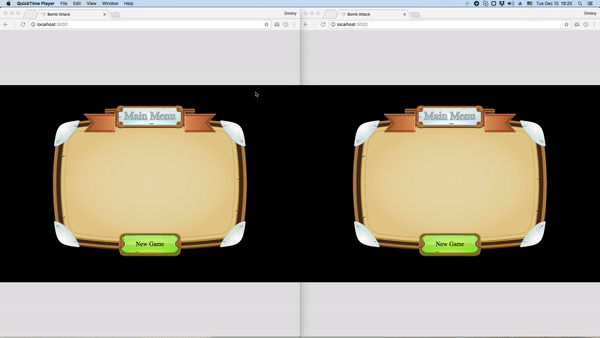 QuickTime Player File Edit View Window Help
Tue Dec 12 19:25
Bomb Attack
Dmitriy
localhost:3000
Bomb Attack
Dmitriy
localhost:3000
Main Menu
New Game
Main Menu
New Game